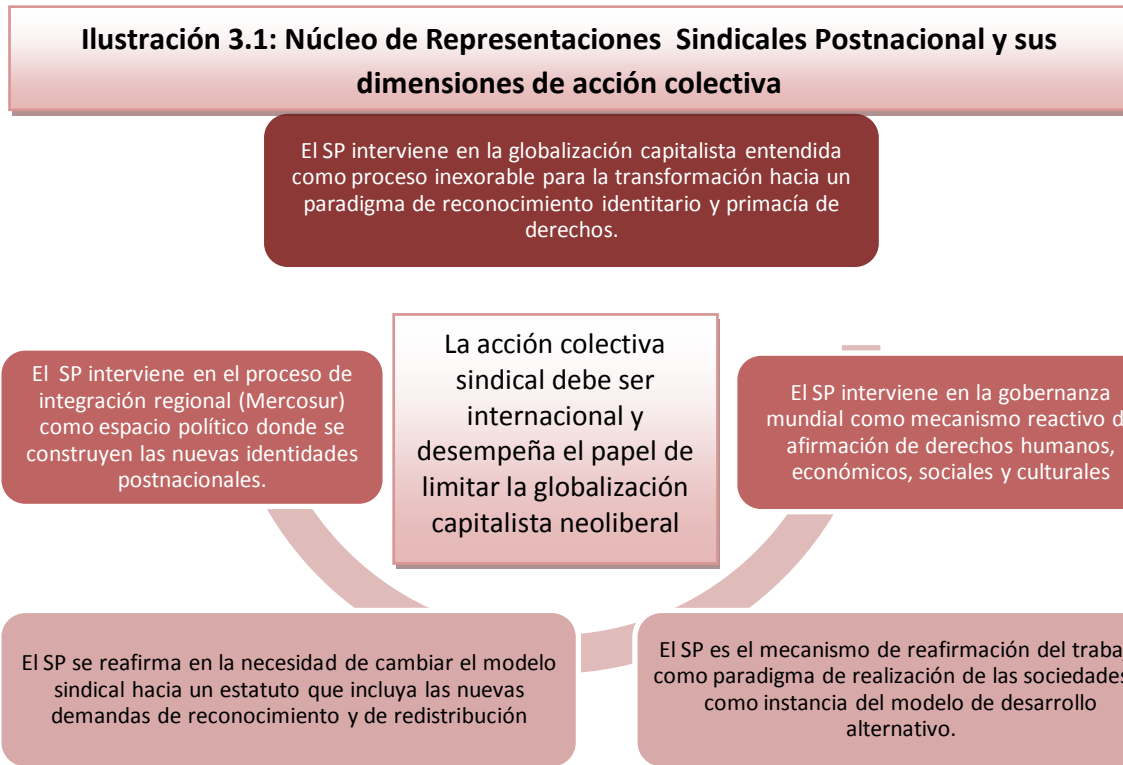 Ilustración 3.1: Núcleo de Representaciones Sindicales Postnacional y sus
dimensiones de acción colectiva
El SP interviene en la globalización capitalista entendida
como proceso inexorable para la transformación hacia un
paradigma de reconocimiento identitario y primacía de
derechos.
El SP interviene en el proceso de
integración regional (Mercosur)
como espacio político donde se
construyen las nuevas identidades
postnacionales.
La acción colectiva
sindical debe ser
internacional y
desempeña el papel de
limitar la globalización
capitalista neoliberal
El SP interviene en la gobernanza
mundial como mecanismo reactivo
afirmación de derechos humanos,
económicos, sociales y culturales
El SP se reafirma en la necesidad de cambiar el modelo
sindical hacia un estatuto que incluya las nuevas
demandas de reconocimiento y de redistribución
El SP es el mecanismo de reafirmación del
como paradigma de realización de las sociedades
como instancia del modelo de desarrollo
alternativo.